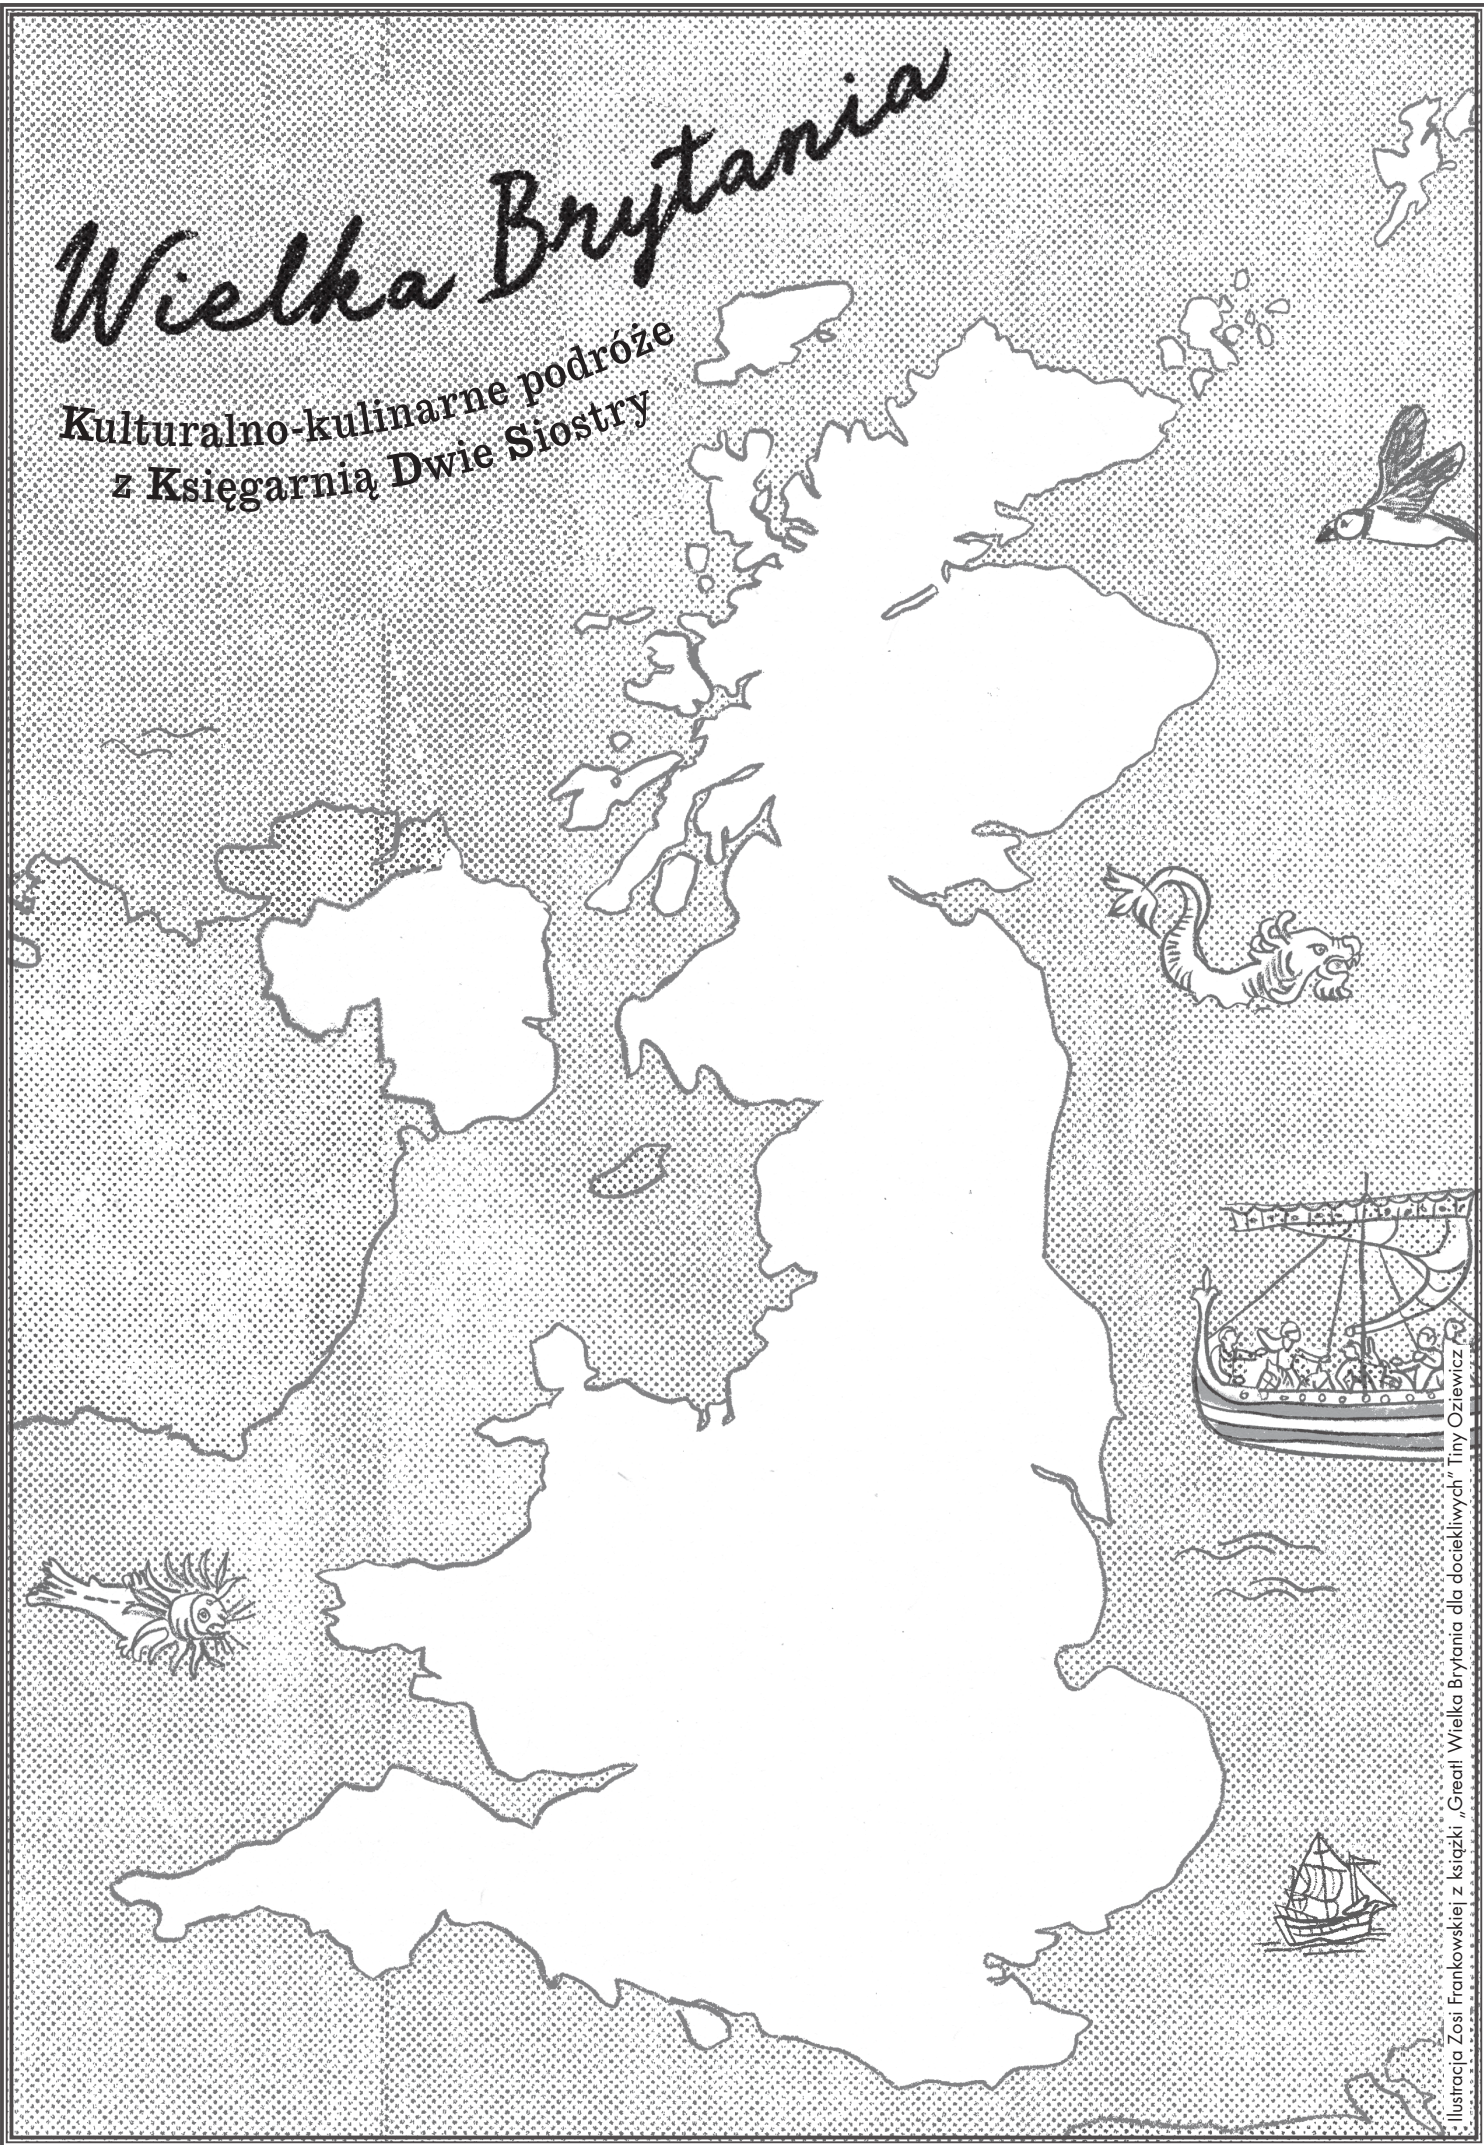 Wielka Brytania
Kulturalno-kulinarne podróże
z Księgarnią Dwie Siostry
Ilustracja Zosi Frankowskiej z książki „Great! Wielka Brytania dla dociekliwych” Tiny Oziewicz